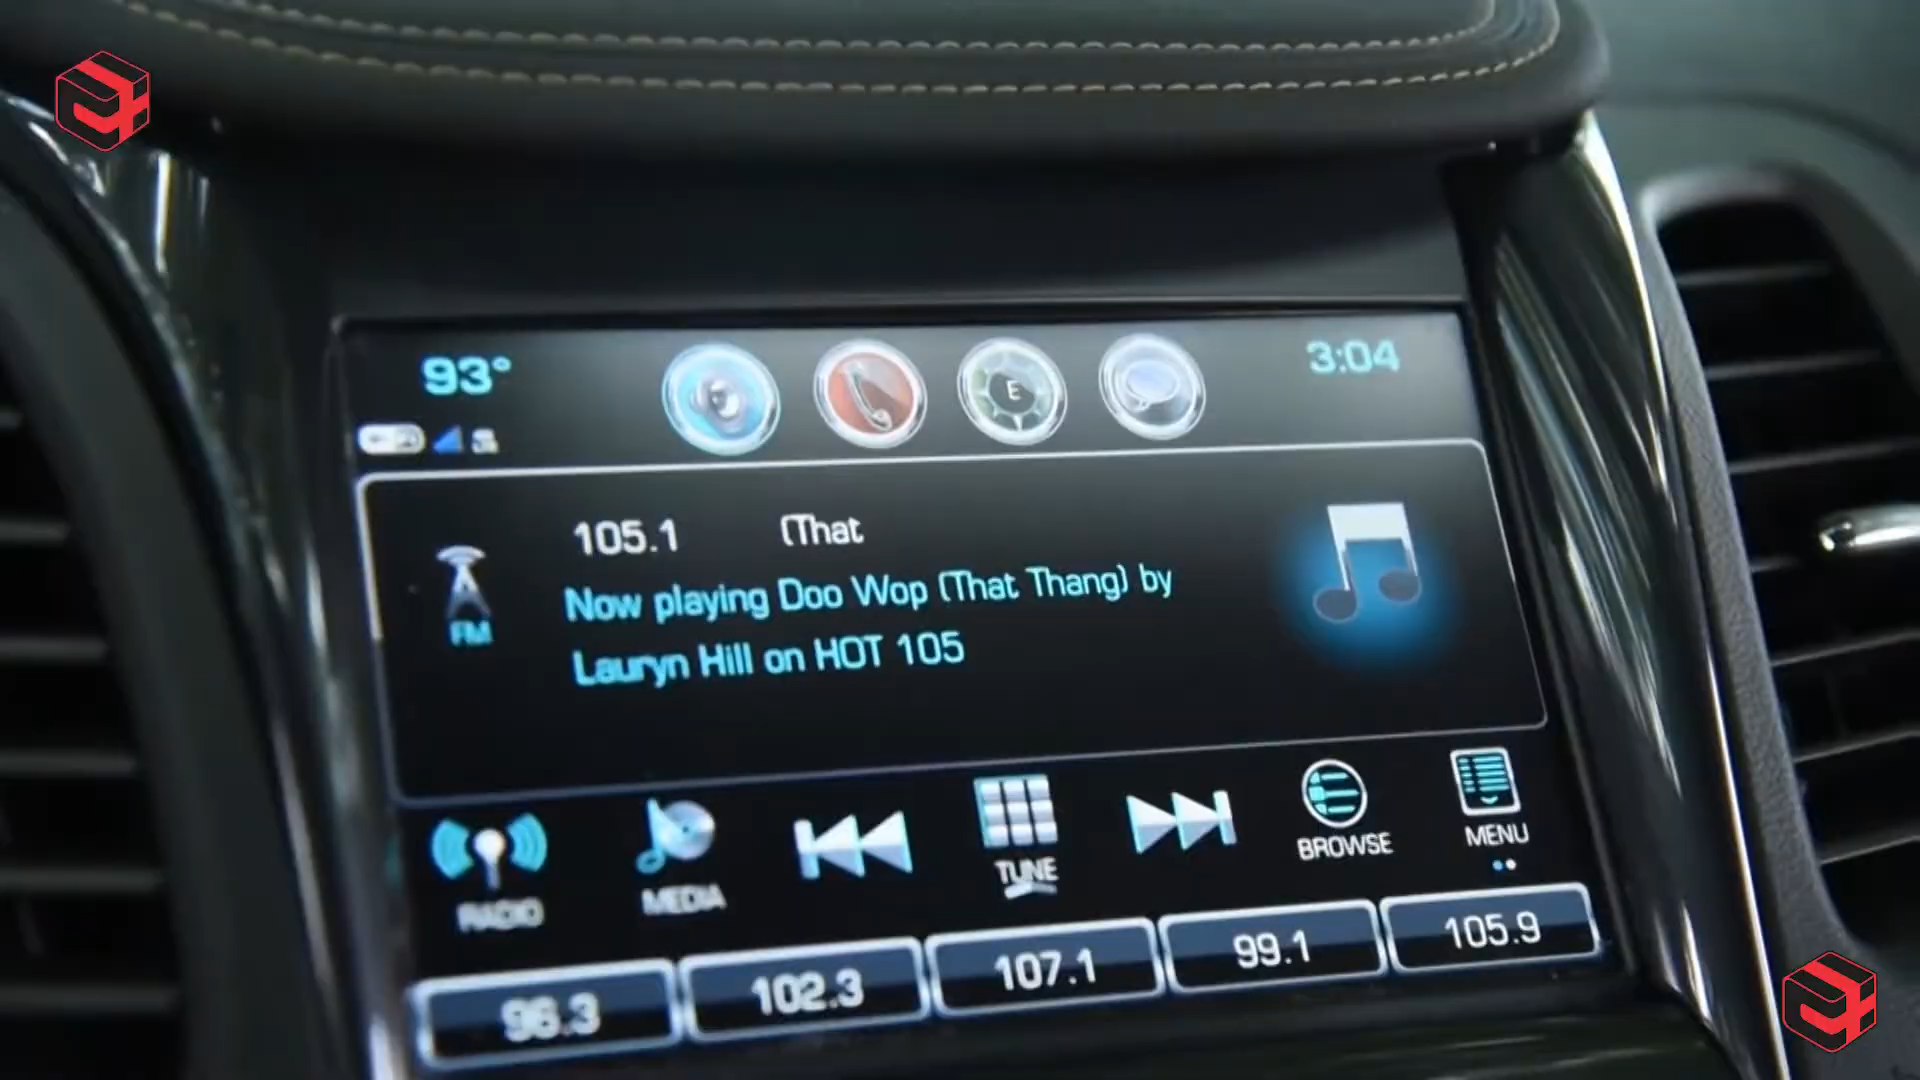 93°
3:04
E
105.1 (That
FM
Now playing Doo Wop (That Thang) by
Lauryn Hill on HOT 105
RADIO
MEDIA
TUNE
BROWSE
MENU
96.3
102.3
107.1
99.1
105.9